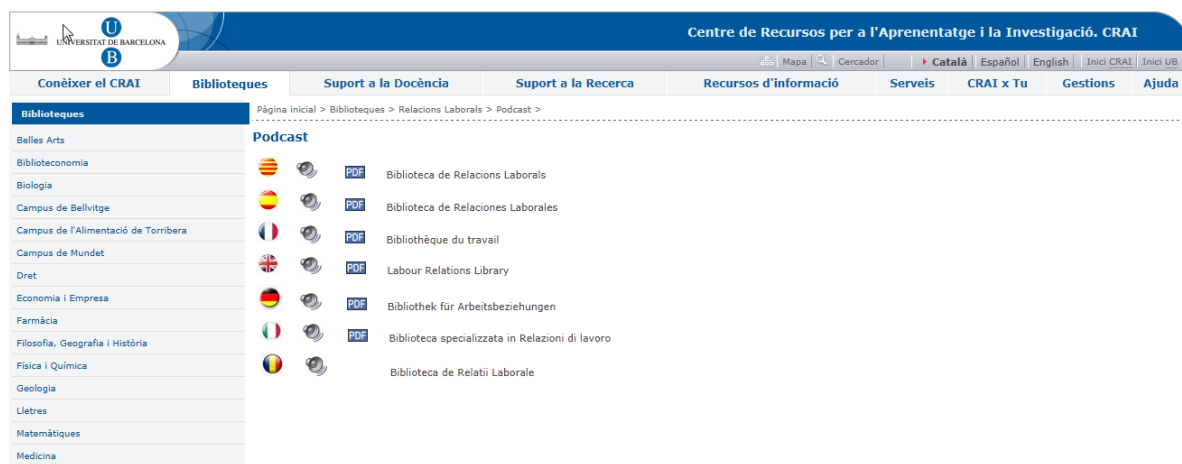 U
UNIVERSITAT DE BARCELONA
B
Centre de Recursos per a l'Aprenentatge i la Investigació. CRAI
Mapa | Cercador | Català | Español | English | Inici CRAI | Inici UB
Conèixer el CRAI Biblioteques Suport a la Docència Suport a la Recerca Recursos d'informació Serveis CRAI x Tu Gestions Ajuda
Biblioteques
Belles Arts
Biblioteconomia
Biologia
Campus de Bellvitge
Campus de l'Alimentació de Torribera
Campus de Mundet
Dret
Economia i Empresa
Farmàcia
Filosofia, Geografia i Història
Física i Química
Geologia
Lletres
Matemàtiques
Medicina
Pàgina inicial > Biblioteques > Relacions Laborals > Podcast >
Podcast
PDF Biblioteca de Relacions Laborals
PDF Biblioteca de Relaciones Laborales
PDF Bibliothèque du travail
PDF Labour Relations Library
PDF Bibliothek für Arbeitsbeziehungen
PDF Biblioteca specializzata in Relazioni di lavoro
Biblioteca de Relatii Laborale